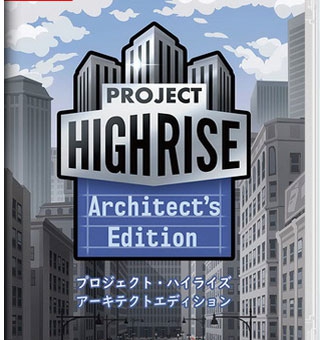 PROJECT
HIGHRISE
Architect's
Edition
プロジェクト・ハイライズ
アーキテクトエディション